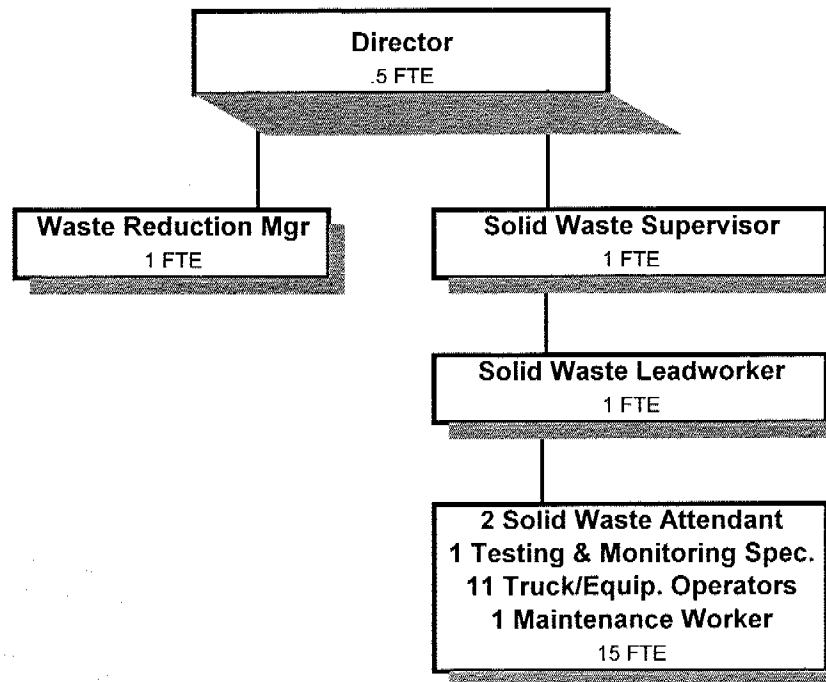 Director
.5 FTE
Waste Reduction Mgr
1 FTE
Solid Waste Supervisor
1 FTE
Solid Waste Leadworker
1 FTE
2 Solid Waste Attendant
1 Testing & Monitoring Spec.
11 Truck/Equip. Operators
1 Maintenance Worker
15 FTE